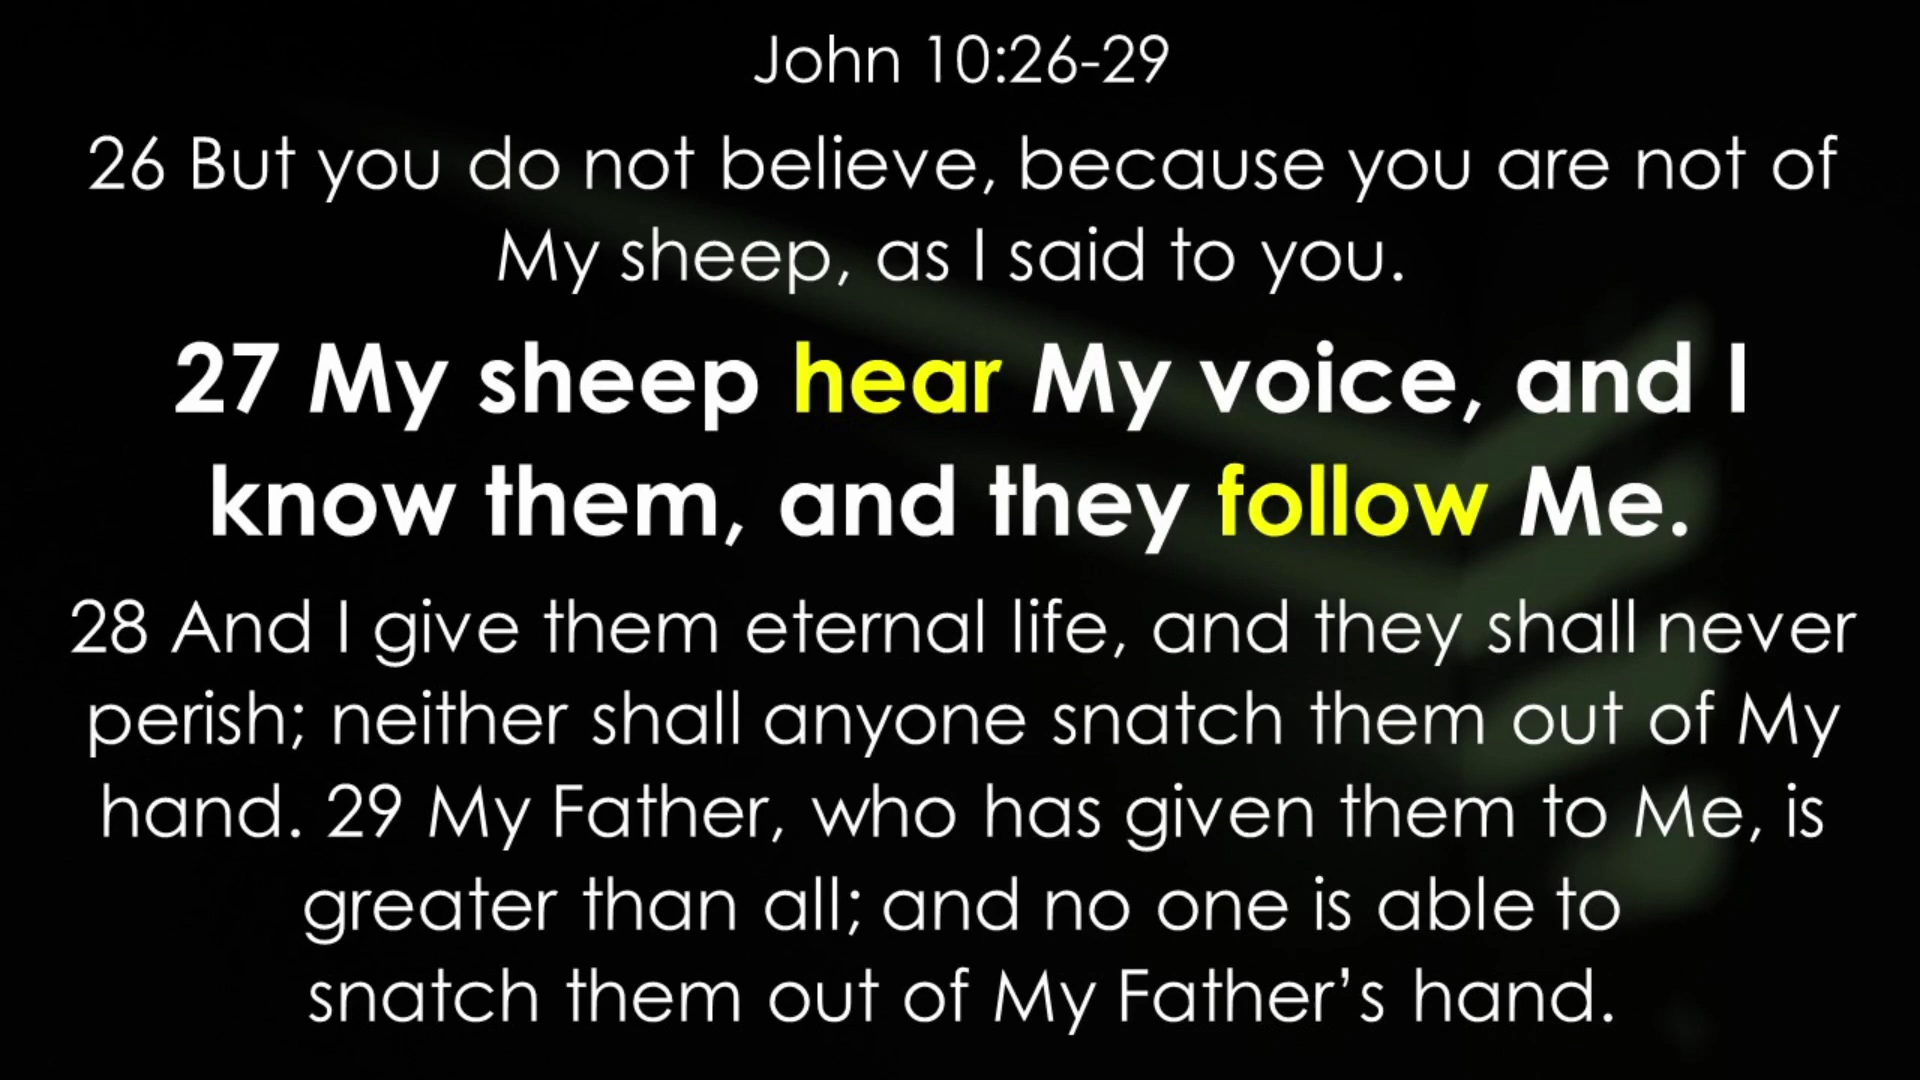 John 10:26-29
26 But you do not believe, because you are not of
My sheep, as I said to you.
27 My sheep hear My voice, and I
know them, and they follow Me.
28 And I give them eternal life, and they shall never
perish; neither shall anyone snatch them out of My
hand. 29 My Father, who has given them to Me, is
greater than all; and no one is able to
snatch them out of My Father’s hand.